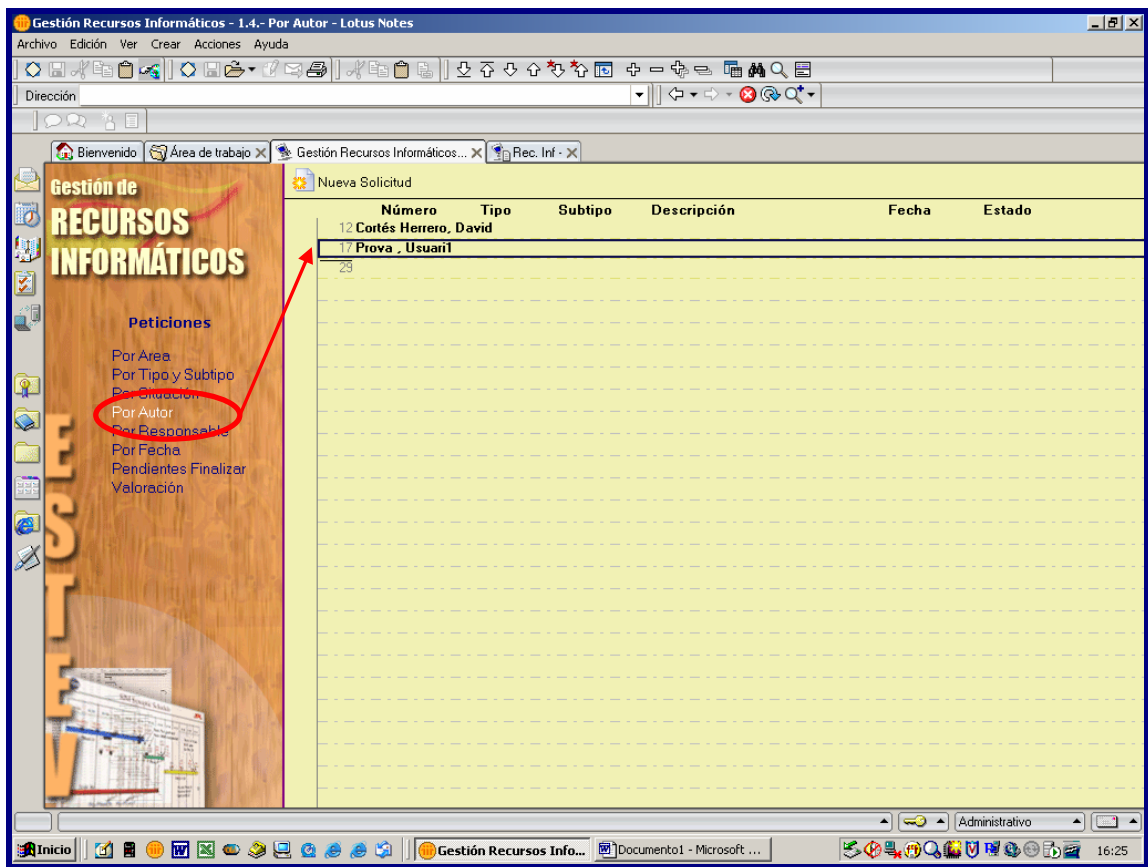 Gestión Recursos Informáticos - 1.4.- Por Autor - Lotus Notes
Archivo Edición Ver Crear Acciones Ayuda
Dirección
Bienvenido Área de trabajo Gestión Recursos Informáticos... Rec. Inf -
Gestión de
RECURSOS
INFORMÁTICOS
Peticiones
Por Area
Por Tipo y Subtipo
Por Situación
Por Autor
Por Responsable
Por Fecha
Pendientes Finalizar
Valoración
ESTEV
Nueva Solicitud
Número Tipo Subtipo Descripción Fecha Estado
12 Cortés Herrero, David
17 Prova , Usuari1
29
Administrativo
Inicio Gestión Recursos Info... Documento1 - Microsoft ... 16:25